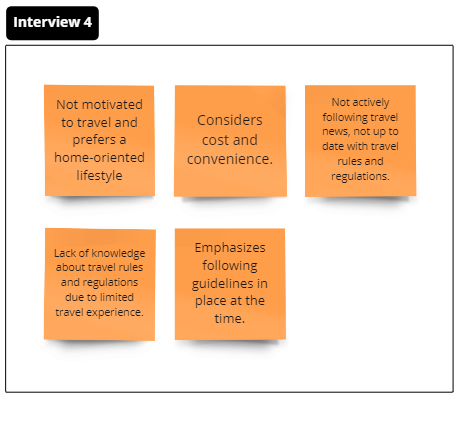 Interview 4
Not motivated
to travel and
prefers a
home-oriented
lifestyle
Considers
cost and
convenience.
Not actively
following travel
news, not up to
date with travel
rules and
regulations.
Lack of knowledge
about travel rules
and regulations
due to limited
travel experience.
Emphasizes
following
guidelines in
place at the
time.